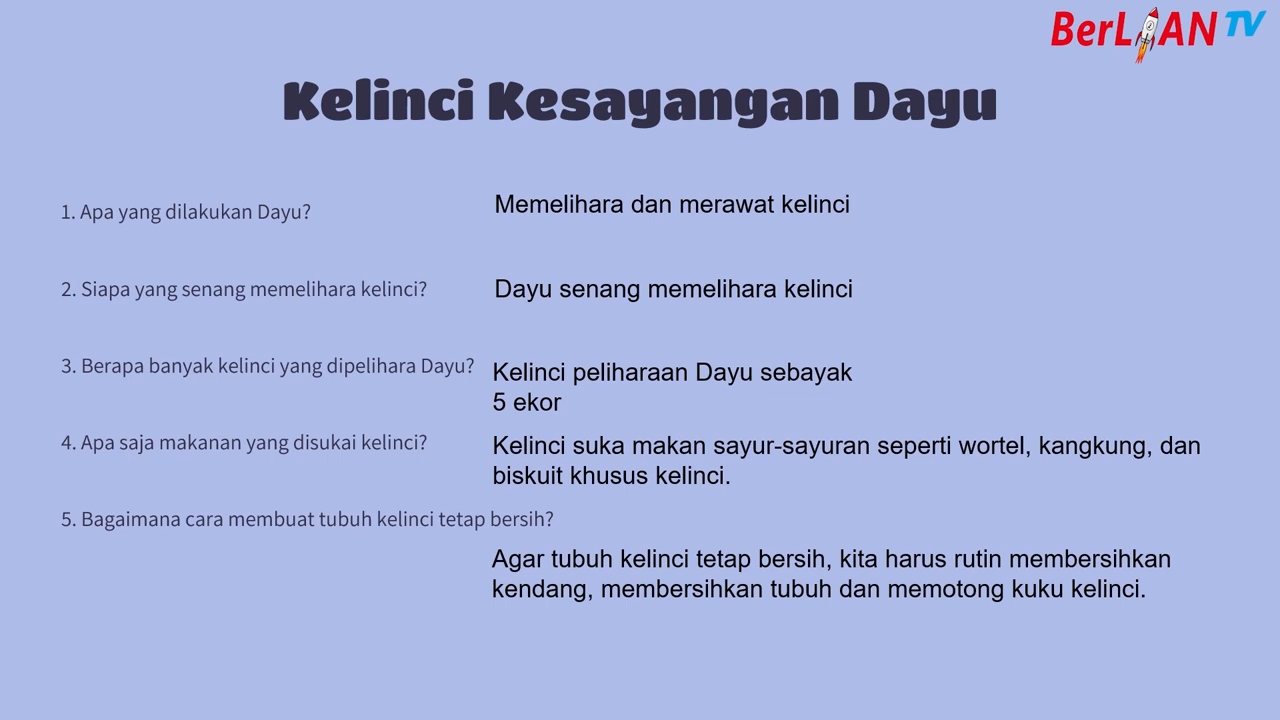 BerLIAN TV
Kelinci Kesayangan Dayu
1. Apa yang dilakukan Dayu?
Memelihara dan merawat kelinci
2. Siapa yang senang memelihara kelinci?
Dayu senang memelihara kelinci
3. Berapa banyak kelinci yang dipelihara Dayu?
Kelinci peliharaan Dayu sebayak
5 ekor
4. Apa saja makanan yang disukai kelinci?
Kelinci suka makan sayur-sayuran seperti wortel, kangkung, dan
biskuit khusus kelinci.
5. Bagaimana cara membuat tubuh kelinci tetap bersih?
Agar tubuh kelinci tetap bersih, kita harus rutin membersihkan
kendang, membersihkan tubuh dan memotong kuku kelinci.